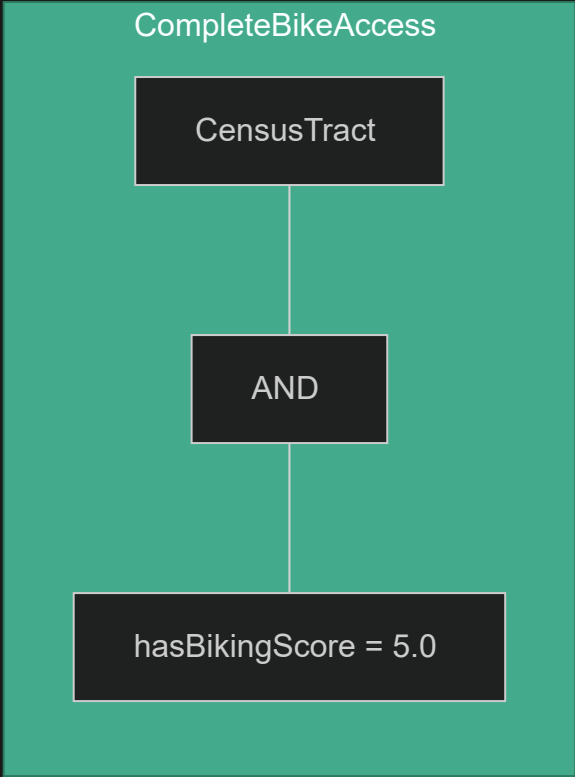 CompleteBikeAccess
CensusTract
AND
hasBikingScore = 5.0